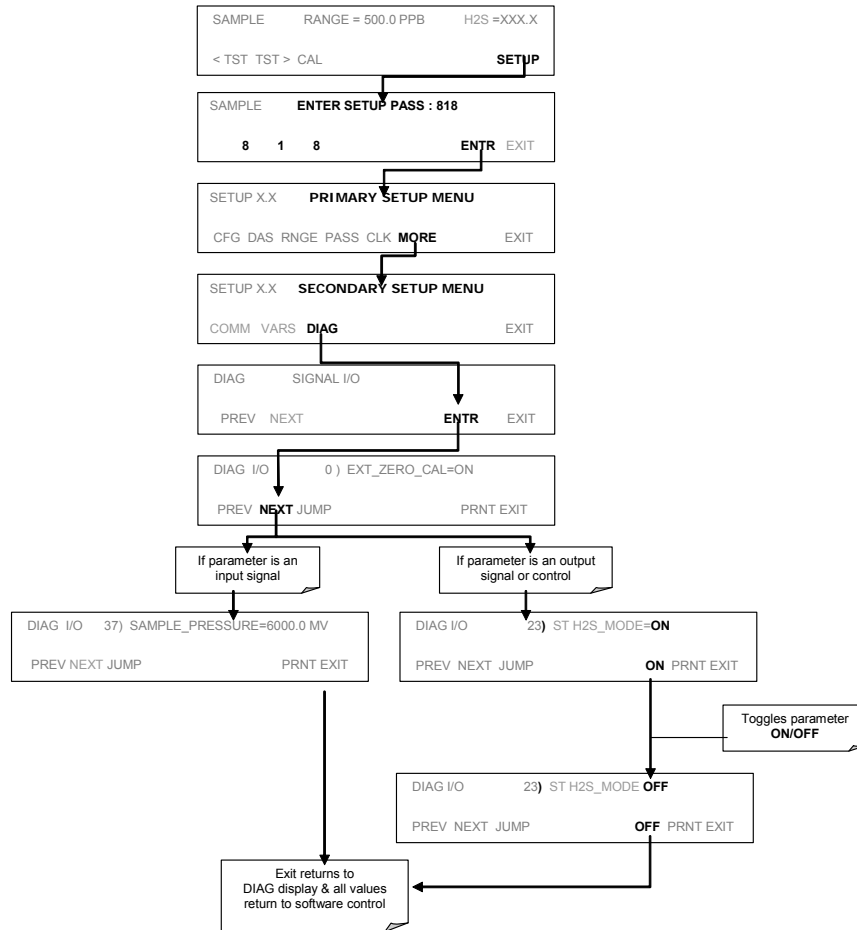 SAMPLE RANGE = 500.0 PPB H2S =XXX.X
< TST TST > CAL SETUP
SAMPLE ENTER SETUP PASS : 818
8 1 8 ENTR EXIT
SETUP X.X PRIMARY SETUP MENU
CFG DAS RNGE PASS CLK MORE EXIT
SETUP X.X SECONDARY SETUP MENU
COMM VARS DIAG EXIT
DIAG SIGNAL I/O
PREV NEXT ENTR EXIT
DIAG I/O 0 ) EXT_ZERO_CAL=ON
PREV NEXT JUMP PRNT EXIT
If parameter is an
input signal
If parameter is an output
signal or control
DIAG I/O 37) SAMPLE_PRESSURE=6000.0 MV
PREV NEXT JUMP PRNT EXIT
DIAG I/O 23) ST H2S_MODE=ON
PREV NEXT JUMP ON PRNT EXIT
Toggles parameter
ON/OFF
DIAG I/O 23) ST H2S_MODE OFF
PREV NEXT JUMP OFF PRNT EXIT
Exit returns to
DIAG display & all values
return to software control